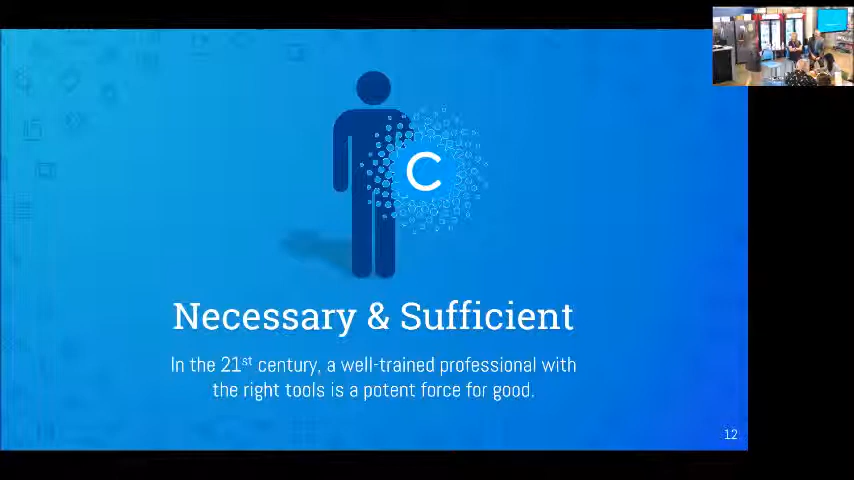 C
Necessary & Sufficient
In the 21st century, a well-trained professional with
the right tools is a potent force for good.
12